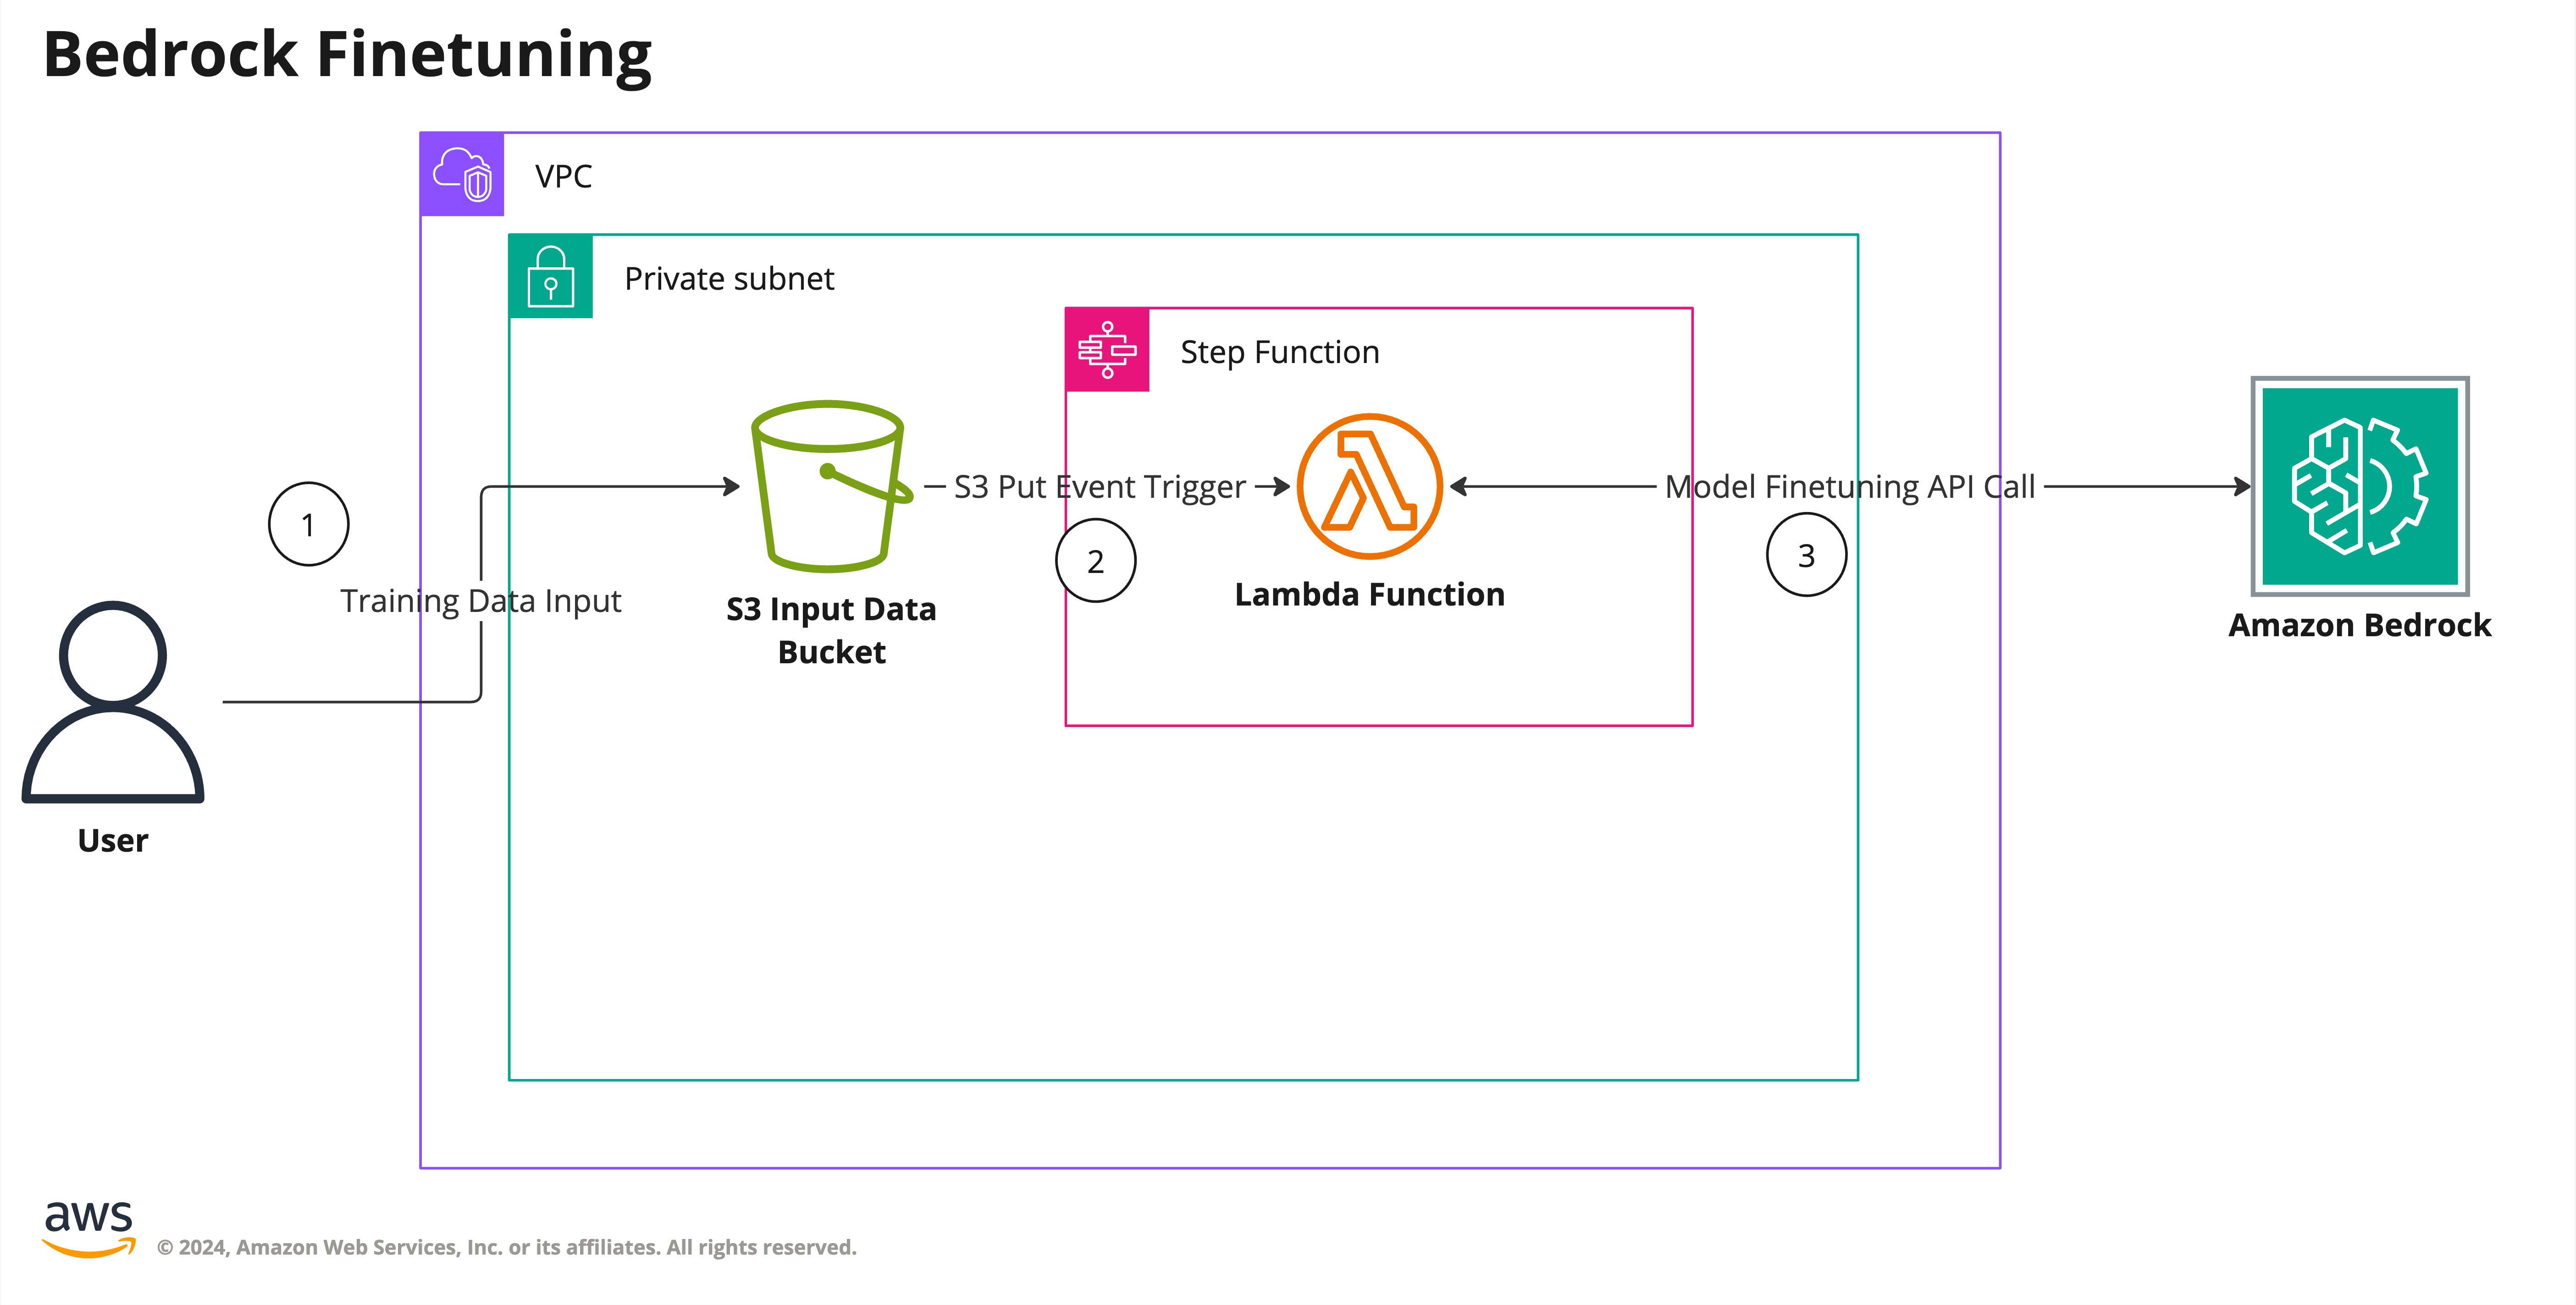 Bedrock Finetuning
VPC
Private subnet
Step Function
1
Training Data Input
S3 Put Event Trigger
2
Model Finetuning API Call
3
S3 Input Data
Bucket
Lambda Function
Amazon Bedrock
User
aws
© 2024, Amazon Web Services, Inc. or its affiliates. All rights reserved.